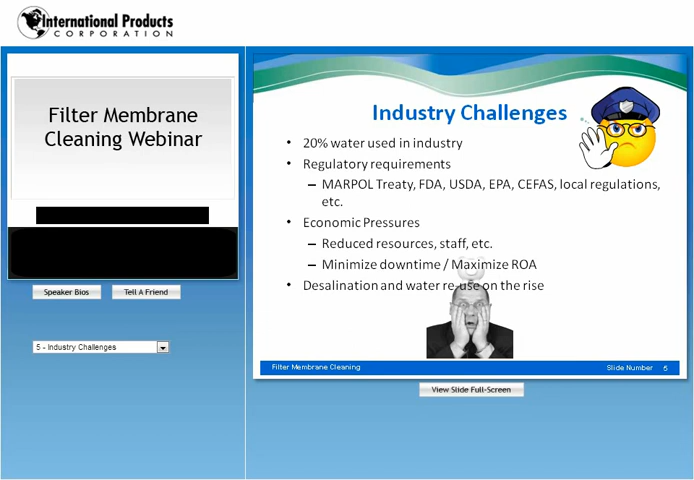 International Products
CORPORATION
Filter Membrane
Cleaning Webinar
Speaker Bios
Tell A Friend
5 - Industry Challenges
Industry Challenges
• 20% water used in industry
• Regulatory requirements
– MARPOL Treaty, FDA, USDA, EPA, CEFAS, local regulations,
etc.
• Economic Pressures
– Reduced resources, staff, etc.
– Minimize downtime / Maximize ROA
• Desalination and water re-use on the rise
Filter Membrane Cleaning
Slide Number 5
View Slide Full-Screen